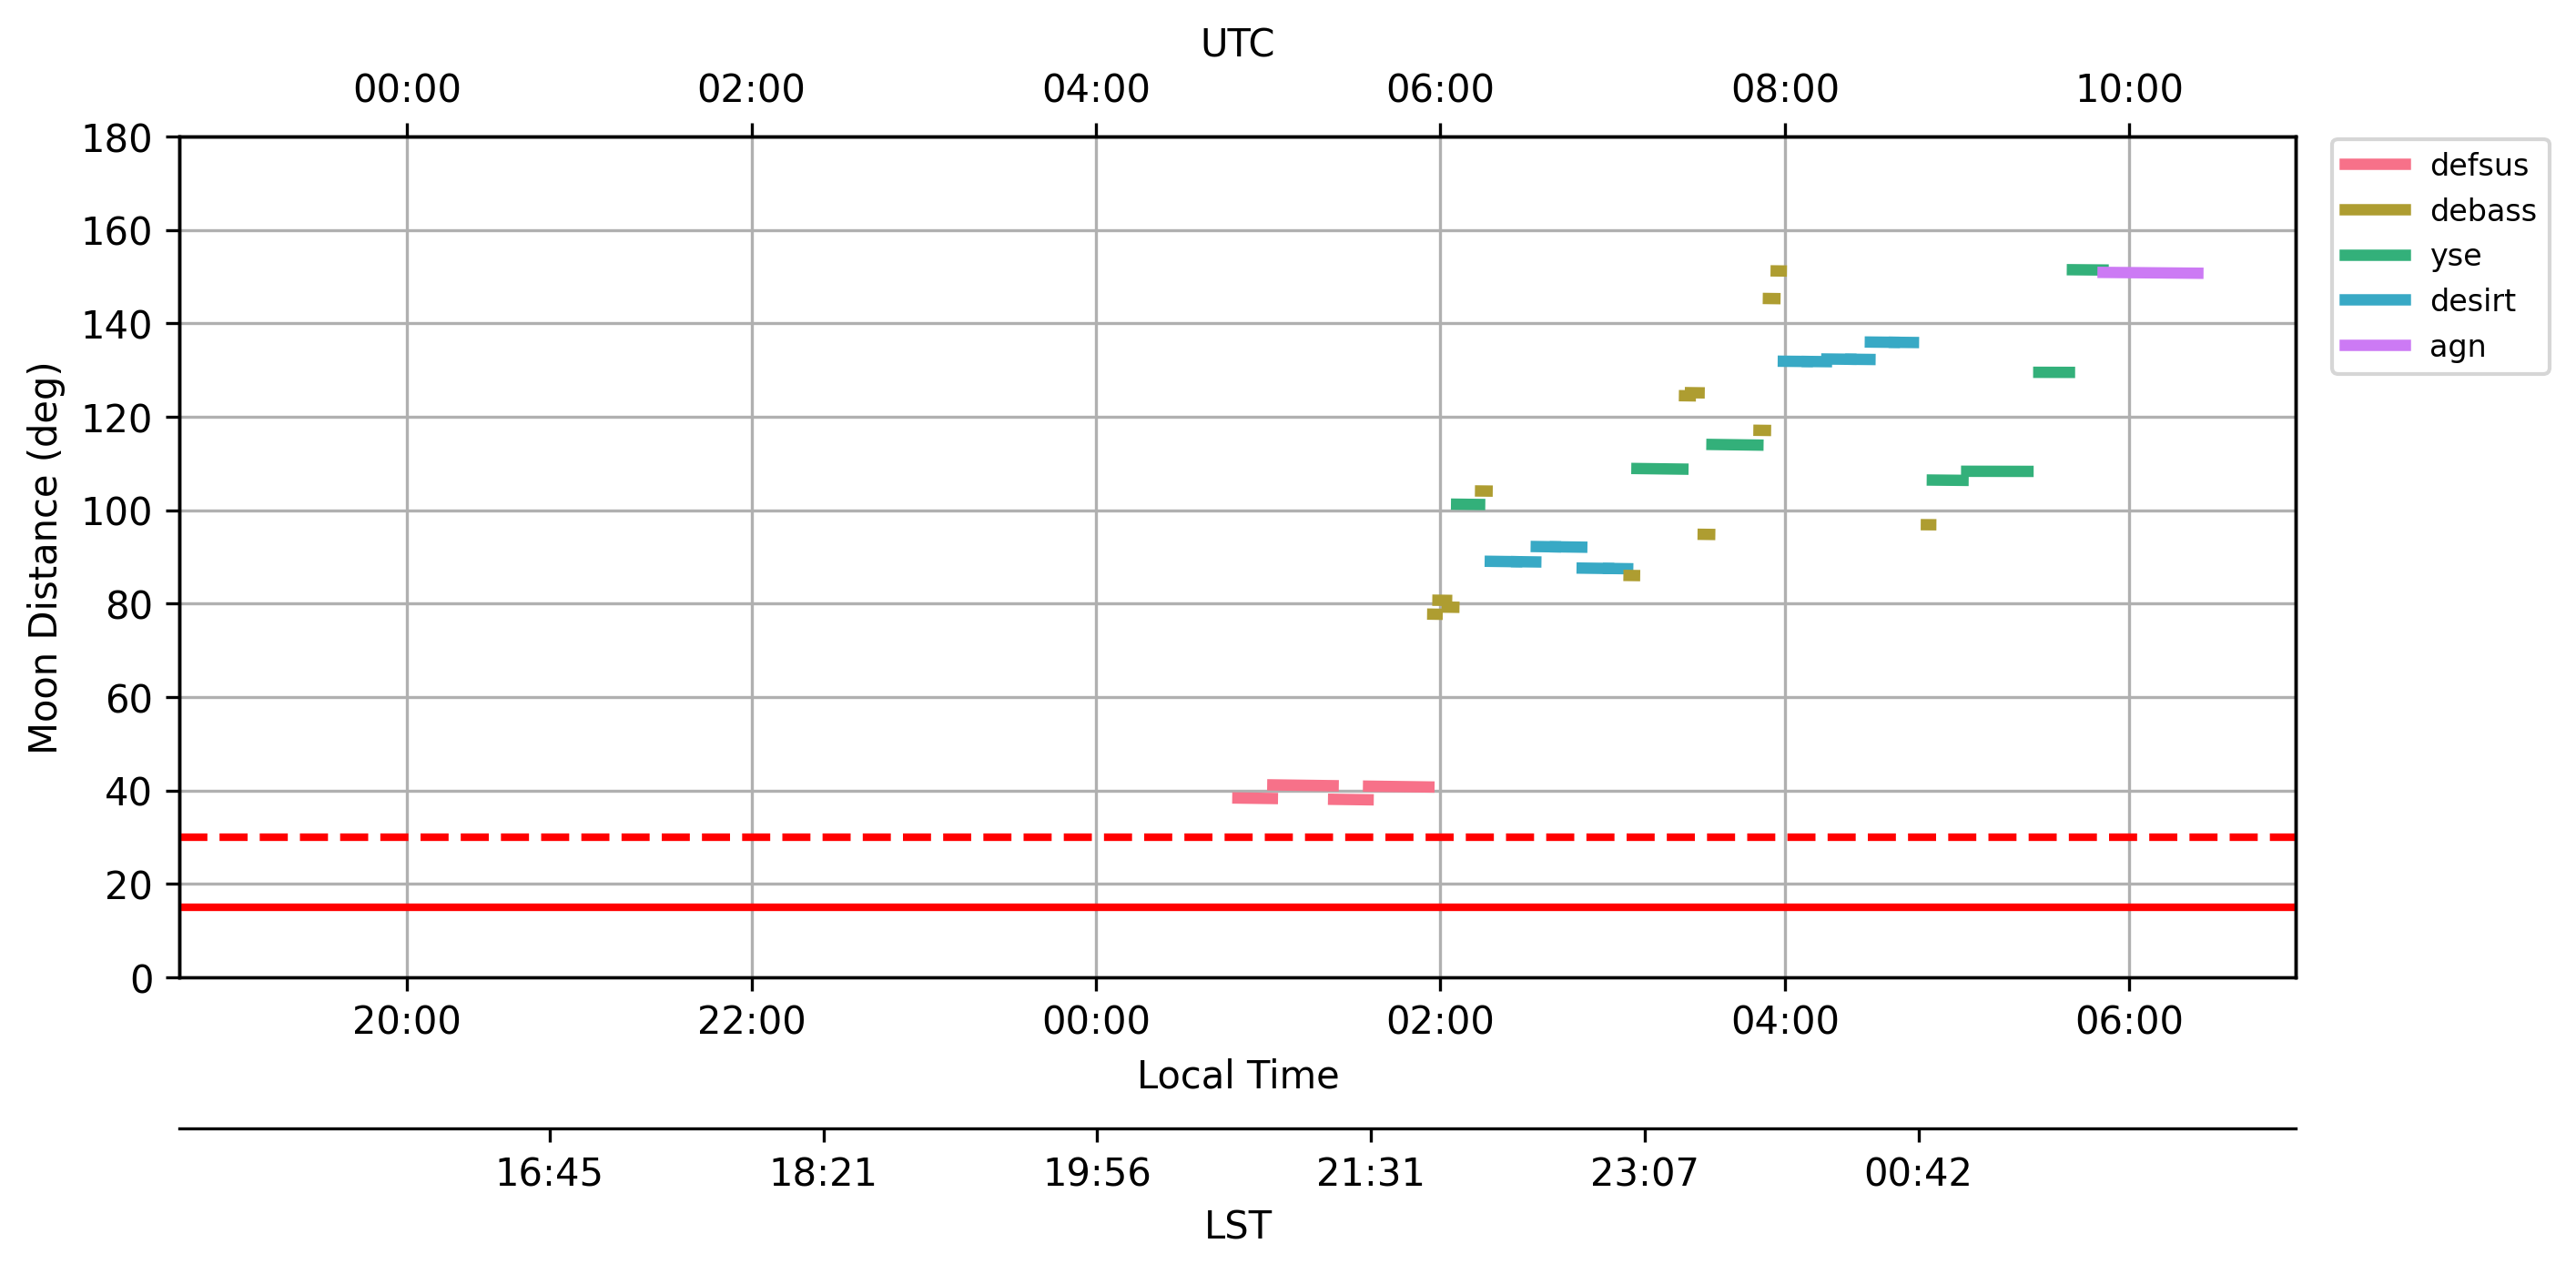 UTC
00:00 02:00 04:00 06:00 08:00 10:00
180
160
140
120
100
80
60
40
20
0
Moon Distance (deg)
defsus
debass
yse
desirt
agn
20:00 22:00 00:00 02:00 04:00 06:00
Local Time
16:45 18:21 19:56 21:31 23:07 00:42
LST